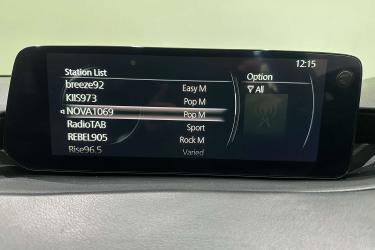 12:15
Station List
Option
breeze92 Easy M
All
KIIS973 Pop M
NOVA1069 Pop M
RadioTAB Sport
REBEL905 Rock M
Rise96.5 Varied